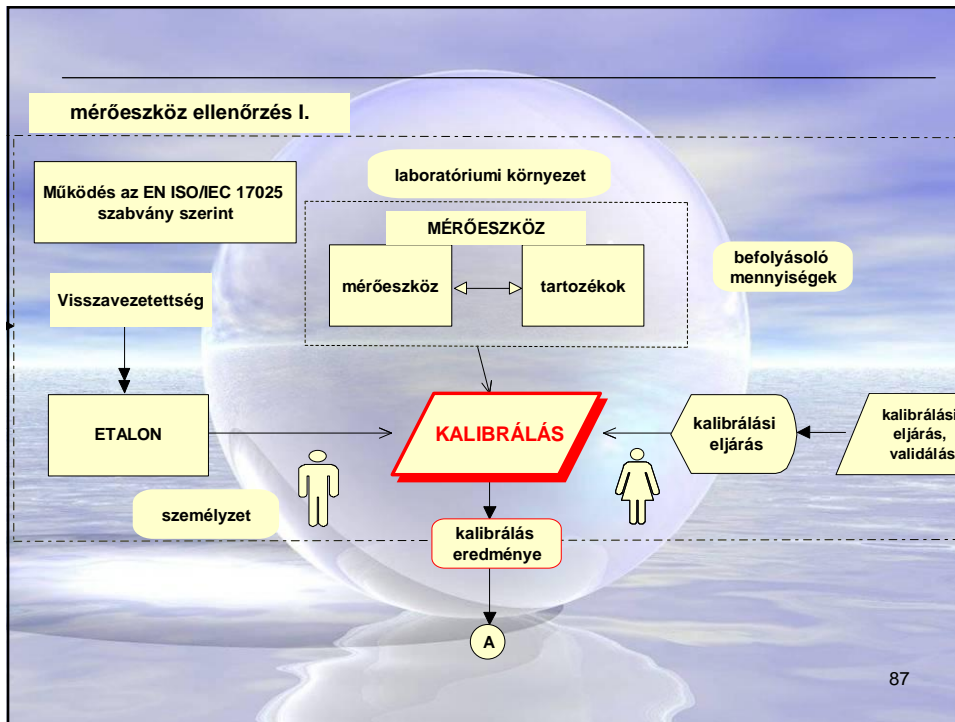 mérőeszköz ellenőrzés I.
Működés az EN ISO/IEC 17025
szabvány szerint
laboratóriumi környezet
MÉRŐESZKÖZ
mérőeszköz
tartozékok
befolyásoló
mennyiségek
Visszavezetettség
ETALON
KALIBRÁLÁS
kalibrálási
eljárás
kalibrálási
eljárás,
validálás
személyzet
kalibrálás
eredménye
A
87